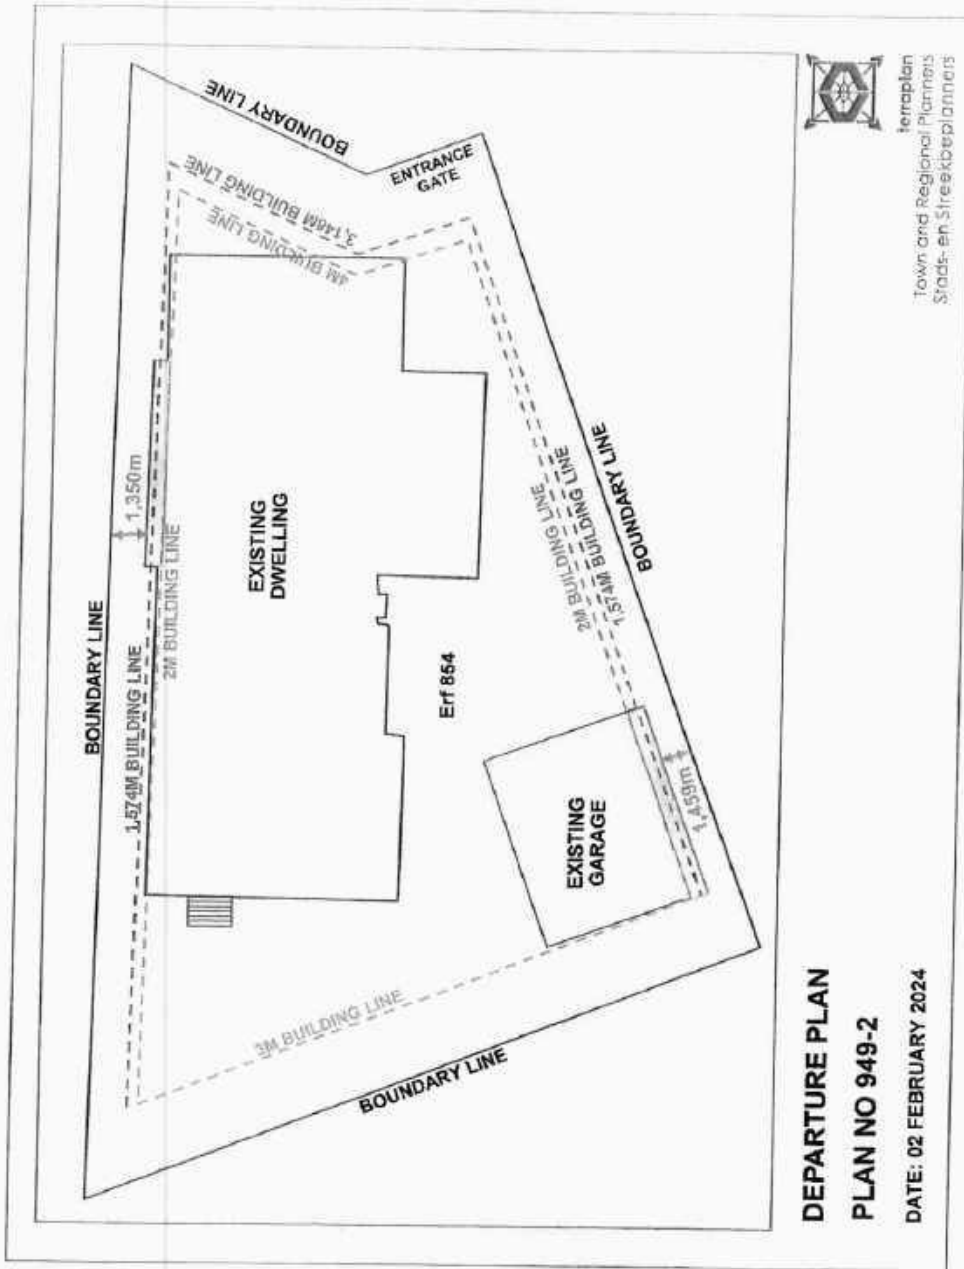 BOUNDARY LINE
BOUNDARY LINE
ENTRANCE
GATE
3,146M BUILDING LINE
4M BUILDING LINE
1,350m
1,574M BUILDING LINE
2M BUILDING LINE
EXISTING
DWELLING
Erf 854
2M BUILDING LINE
1,574M BUILDING LINE
BOUNDARY LINE
EXISTING
GARAGE
1,459m
3M BUILDING LINE
BOUNDARY LINE
DEPARTURE PLAN
PLAN NO 949-2
DATE: 02 FEBRUARY 2024
terraplan
Town and Regional Planners
Stads- en Streekbeplanners